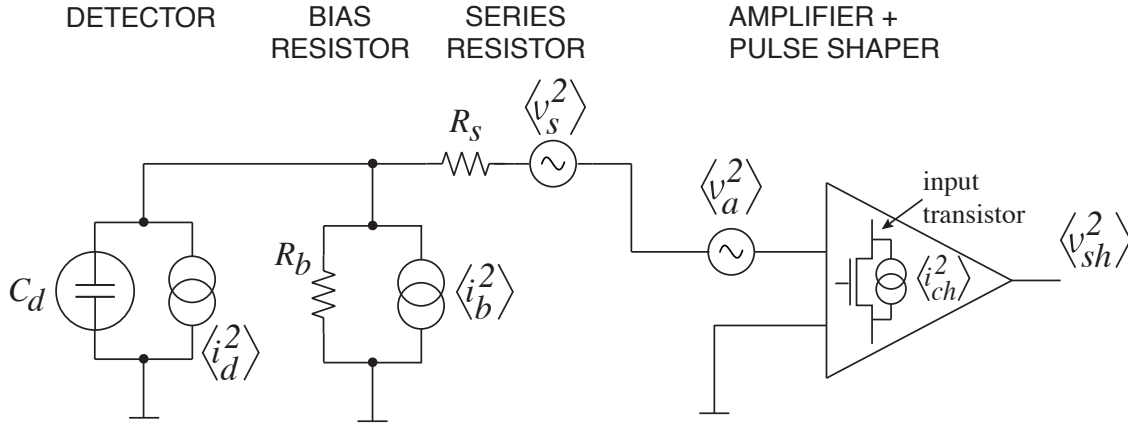 DETECTOR
BIAS
RESISTOR
SERIES
RESISTOR
AMPLIFIER +
PULSE SHAPER
R_s
⟨v_s^2⟩
⟨v_a^2⟩
input
transistor
⟨v_sh^2⟩
C_d
⟨i_d^2⟩
R_b
⟨i_b^2⟩
⟨i_ch^2⟩